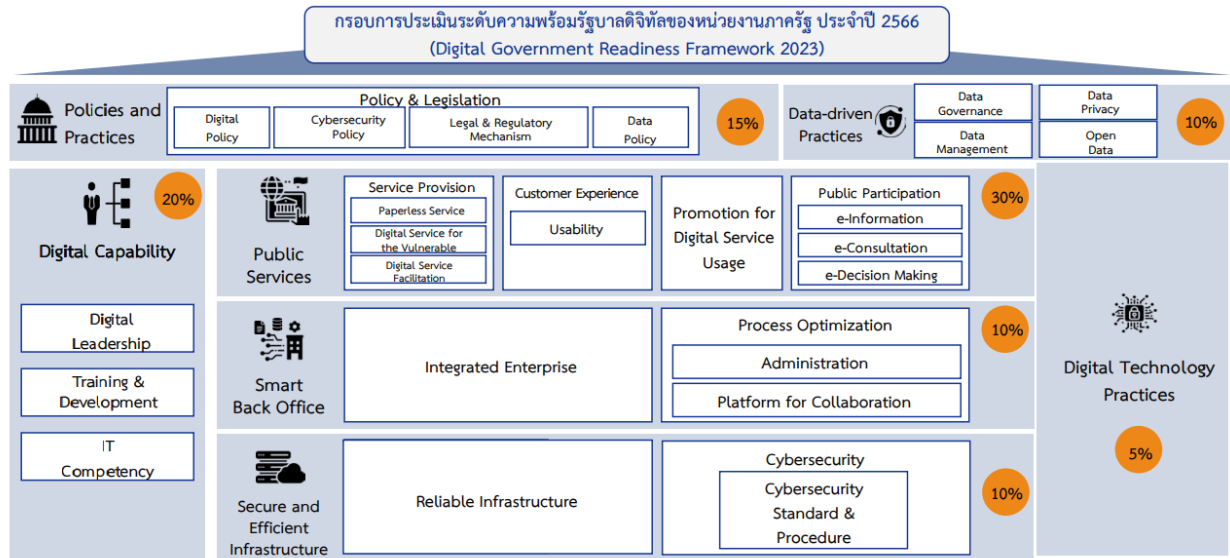 กรอบการประเมินระดับความพร้อมรัฐบาลดิจิทัลของหน่วยงานภาครัฐ ประจำปี 2566
(Digital Government Readiness Framework 2023)
Policies and
Practices
Policy & Legislation
Digital
Policy
Cybersecurity
Policy
Legal & Regulatory
Mechanism
Data
Policy
15%
Data-driven
Practices
Data
Governance
Data
Privacy
Data
Management
Open
Data
10%
20%
Digital Capability
Digital
Leadership
Training &
Development
IT
Competency
Public
Services
Service Provision
Paperless Service
Digital Service for
the Vulnerable
Digital Service
Facilitation
Customer Experience
Usability
Promotion for
Digital Service
Usage
Public Participation
e-Information
e-Consultation
e-Decision Making
30%
Smart
Back Office
Integrated Enterprise
Process Optimization
Administration
Platform for Collaboration
10%
Secure and
Efficient
Infrastructure
Reliable Infrastructure
Cybersecurity
Cybersecurity
Standard &
Procedure
10%
Digital Technology
Practices
5%